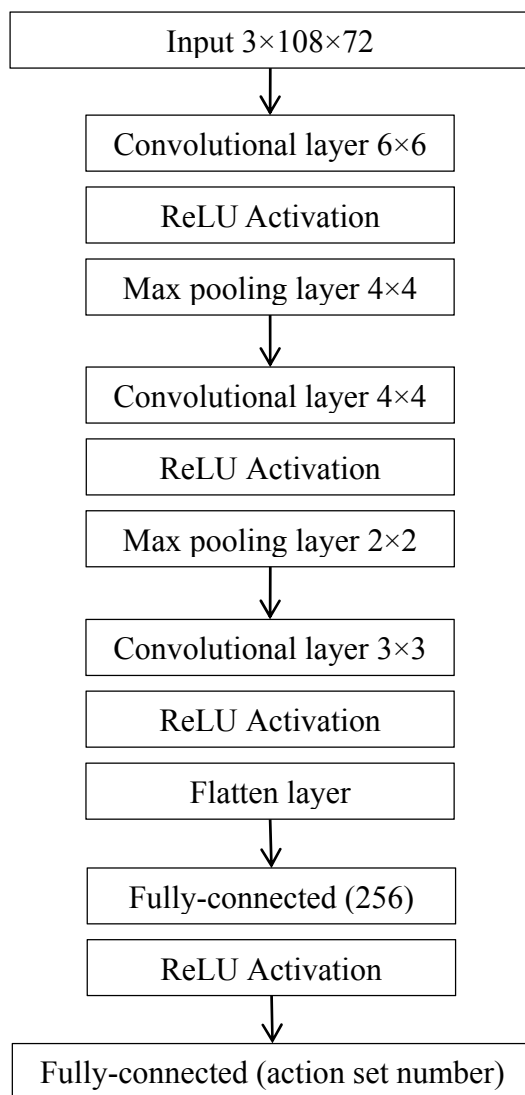 Input 3×108×72
Convolutional layer 6×6
ReLU Activation
Max pooling layer 4×4
Convolutional layer 4×4
ReLU Activation
Max pooling layer 2×2
Convolutional layer 3×3
ReLU Activation
Flatten layer
Fully-connected (256)
ReLU Activation
Fully-connected (action set number)